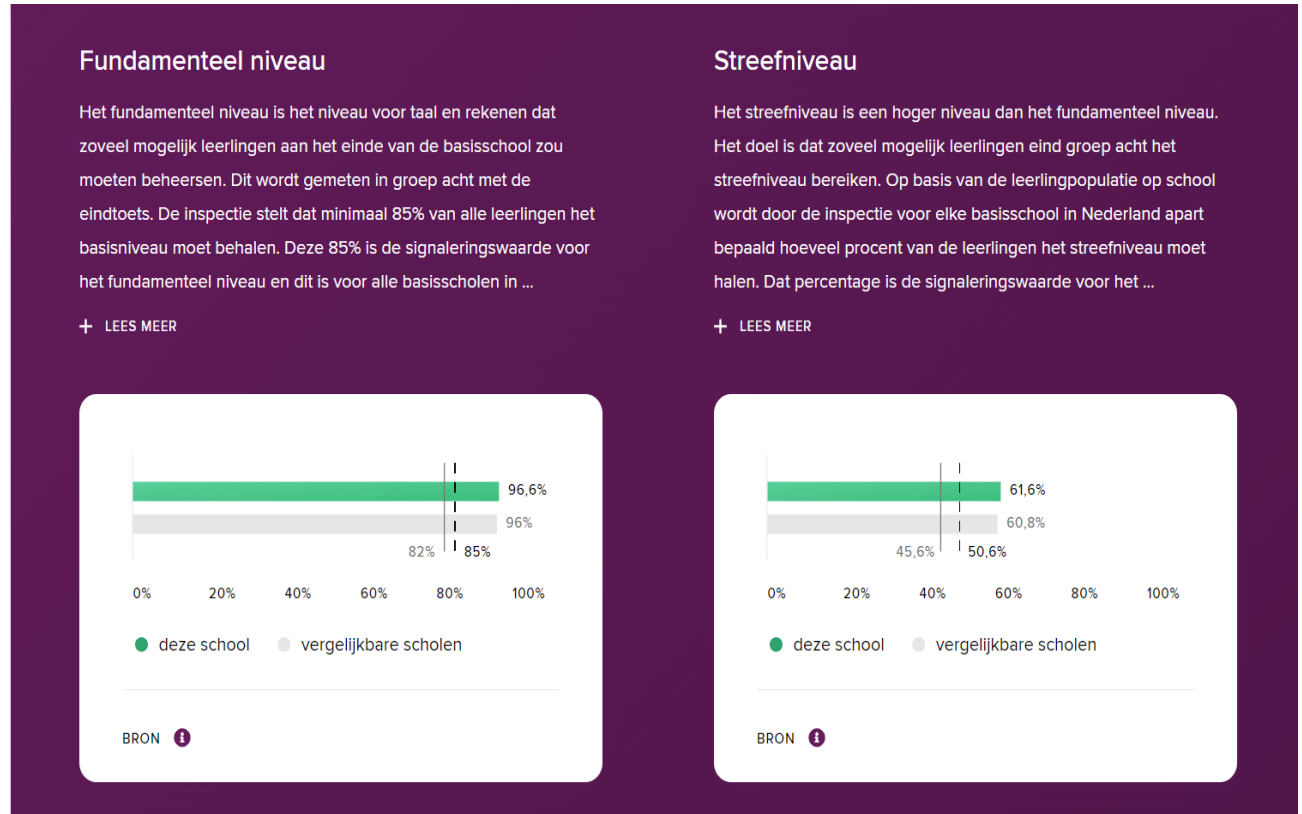 Fundamenteel niveau
Het fundamenteel niveau is het niveau voor taal en rekenen dat
zoveel mogelijk leerlingen aan het einde van de basisschool zou
moeten beheersen. Dit wordt gemeten in groep acht met de
eindtoets. De inspectie stelt dat minimaal 85% van alle leerlingen het
basisniveau moet behalen. Deze 85% is de signaleringswaarde voor
het fundamenteel niveau en dit is voor alle basisscholen in ...
+ LEES MEER
96,6%
96%
82% 85%
0% 20% 40% 60% 80% 100%
deze school vergelijkbare scholen
BRON i
Streefniveau
Het streefniveau is een hoger niveau dan het fundamenteel niveau.
Het doel is dat zoveel mogelijk leerlingen eind groep acht het
streefniveau bereiken. Op basis van de leerlingpopulatie op school
wordt door de inspectie voor elke basisschool in Nederland apart
bepaald hoeveel procent van de leerlingen het streefniveau moet
halen. Dat percentage is de signaleringswaarde voor het ...
+ LEES MEER
61,6%
60,8%
45,6% 50,6%
0% 20% 40% 60% 80% 100%
deze school vergelijkbare scholen
BRON i